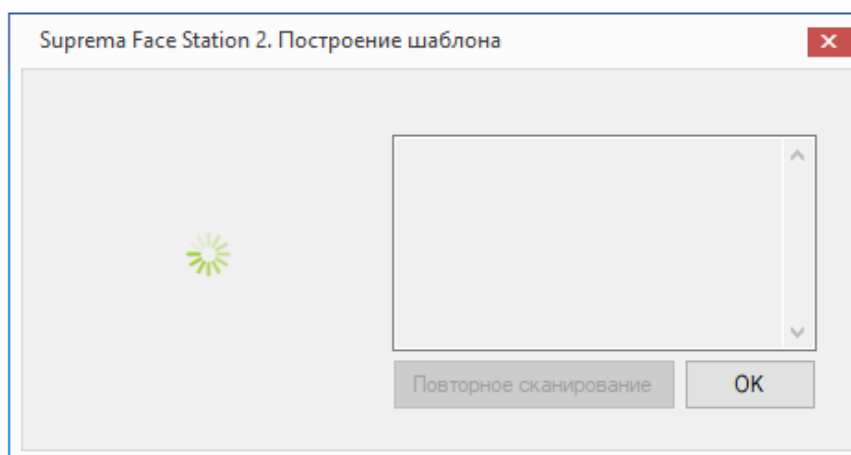 Suprema Face Station 2. Построение шаблона
Повторное сканирование
OK